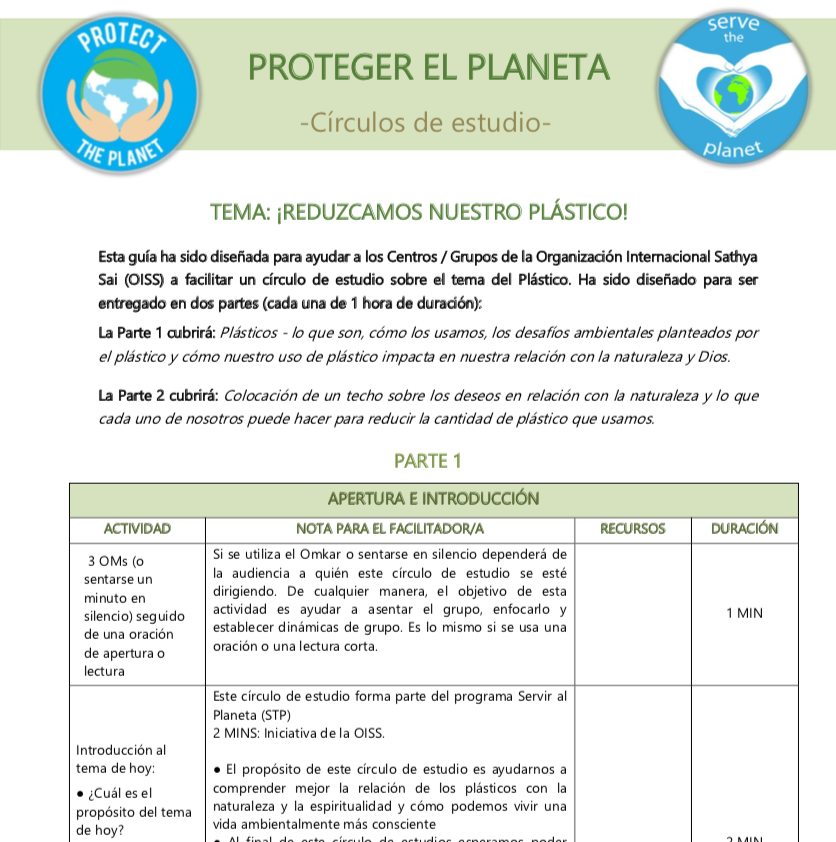 PROTECT
THE PLANET
PROTEGER EL PLANETA
-Círculos de estudio-
serve
the
planet
TEMA: ¡REDUZCAMOS NUESTRO PLÁSTICO!
Esta guía ha sido diseñada para ayudar a los Centros / Grupos de la Organización Internacional Sathya
Sai (OISS) a facilitar un círculo de estudio sobre el tema del Plástico. Ha sido diseñado para ser
entregado en dos partes (cada una de 1 hora de duración):
La Parte 1 cubrirá: Plásticos - lo que son, cómo los usamos, los desafíos ambientales planteados por
el plástico y cómo nuestro uso de plástico impacta en nuestra relación con la naturaleza y Dios.
La Parte 2 cubrirá: Colocación de un techo sobre los deseos en relación con la naturaleza y lo que
cada uno de nosotros puede hacer para reducir la cantidad de plástico que usamos.
PARTE 1
APERTURA E INTRODUCCIÓN
ACTIVIDAD NOTA PARA EL FACILITADOR/A RECURSOS DURACIÓN
3 OMs (o
sentarse un
minuto en
silencio) seguido
de una oración
de apertura o
lectura
Si se utiliza el Omkar o sentarse en silencio dependerá de
la audiencia a quién este círculo de estudio se esté
dirigiendo. De cualquier manera, el objetivo de esta
actividad es ayudar a asentar el grupo, enfocarlo y
establecer dinámicas de grupo. Es lo mismo si se usa una
oración o una lectura corta.
1 MIN
Introducción al
tema de hoy:
● ¿Cuál es el
propósito del tema
de hoy?
Este círculo de estudio forma parte del programa Servir al
Planeta (STP)
2 MINS: Iniciativa de la OISS.
● El propósito de este círculo de estudio es ayudarnos a
comprender mejor la relación de los plásticos con la
naturaleza y la espiritualidad y cómo podemos vivir una
vida ambientalmente más consciente
● Al final de este círculo de estudios esperamos poder
MIN